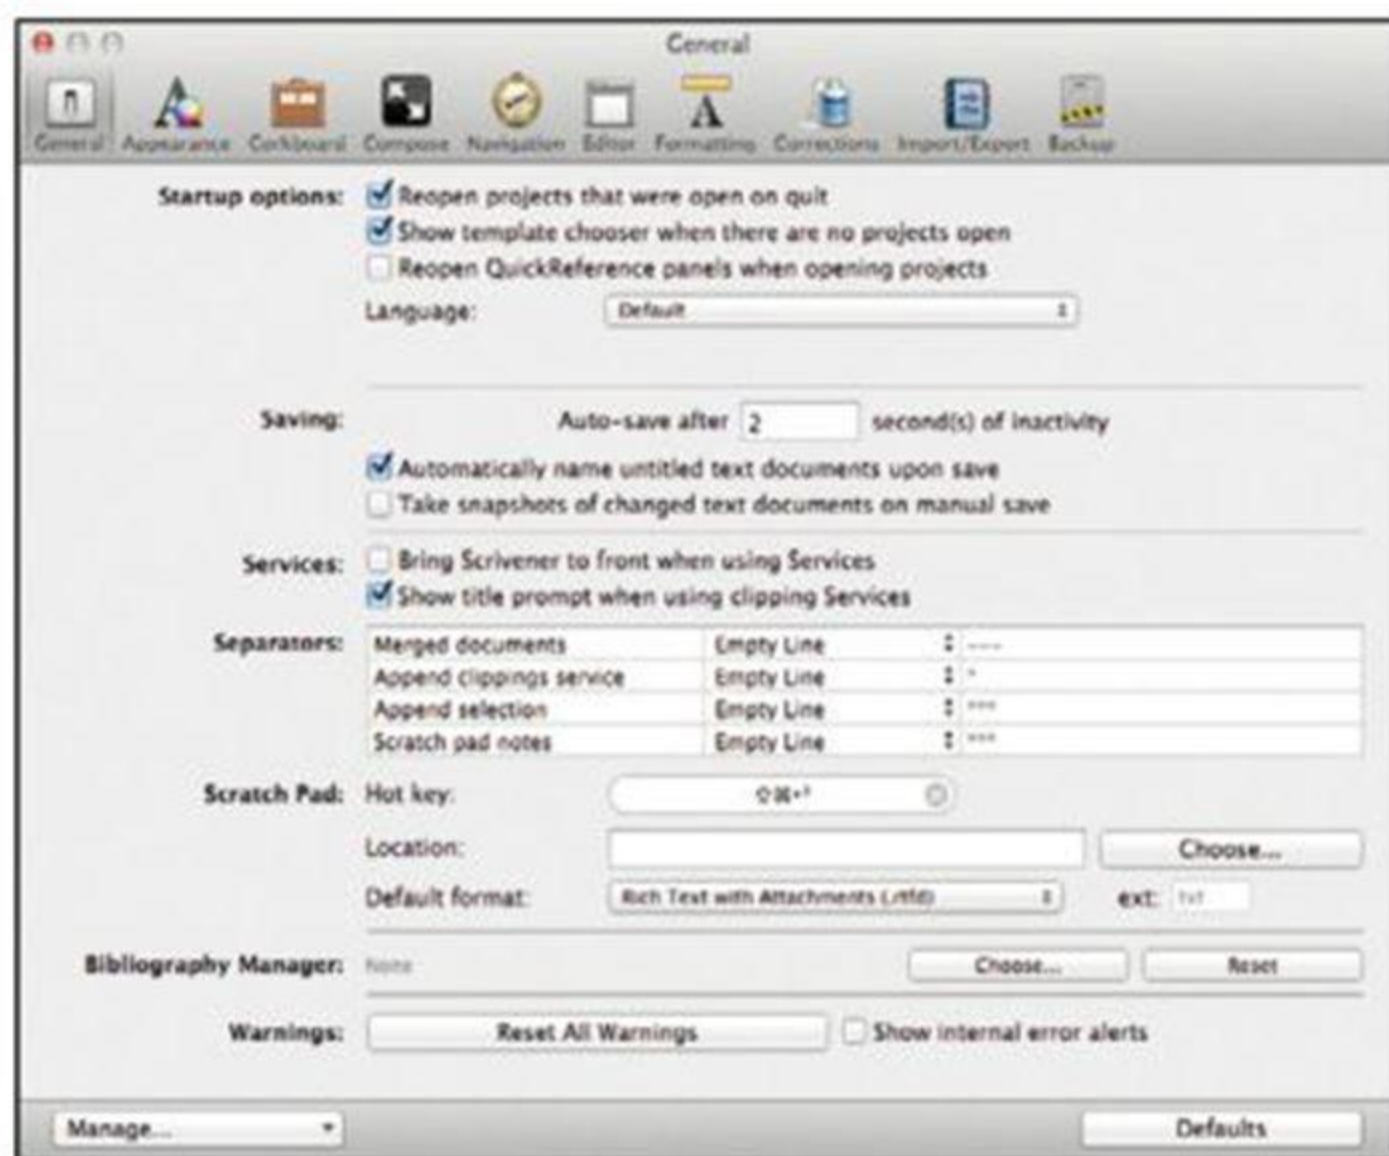 General
General Appearance Corkboard Compose Navigation Editor Formatting Corrections Import/Export Backup
Startup options: Reopen projects that were open on quit
Show template chooser when there are no projects open
Reopen QuickReference panels when opening projects
Language: Default
Saving: Auto-save after 2 second(s) of inactivity
Automatically name untitled text documents upon save
Take snapshots of changed text documents on manual save
Services: Bring Scrivener to front when using Services
Show title prompt when using clipping Services
Separators: Merged documents Empty Line
Append clippings service Empty Line
Append selection Empty Line
Scratch pad notes Empty Line
Scratch Pad: Hot key:
Location: Choose...
Default format: Rich Text with Attachments (.rtfd) ext: txt
Bibliography Manager: None Choose... Reset
Warnings: Reset All Warnings Show internal error alerts
Manage... Defaults